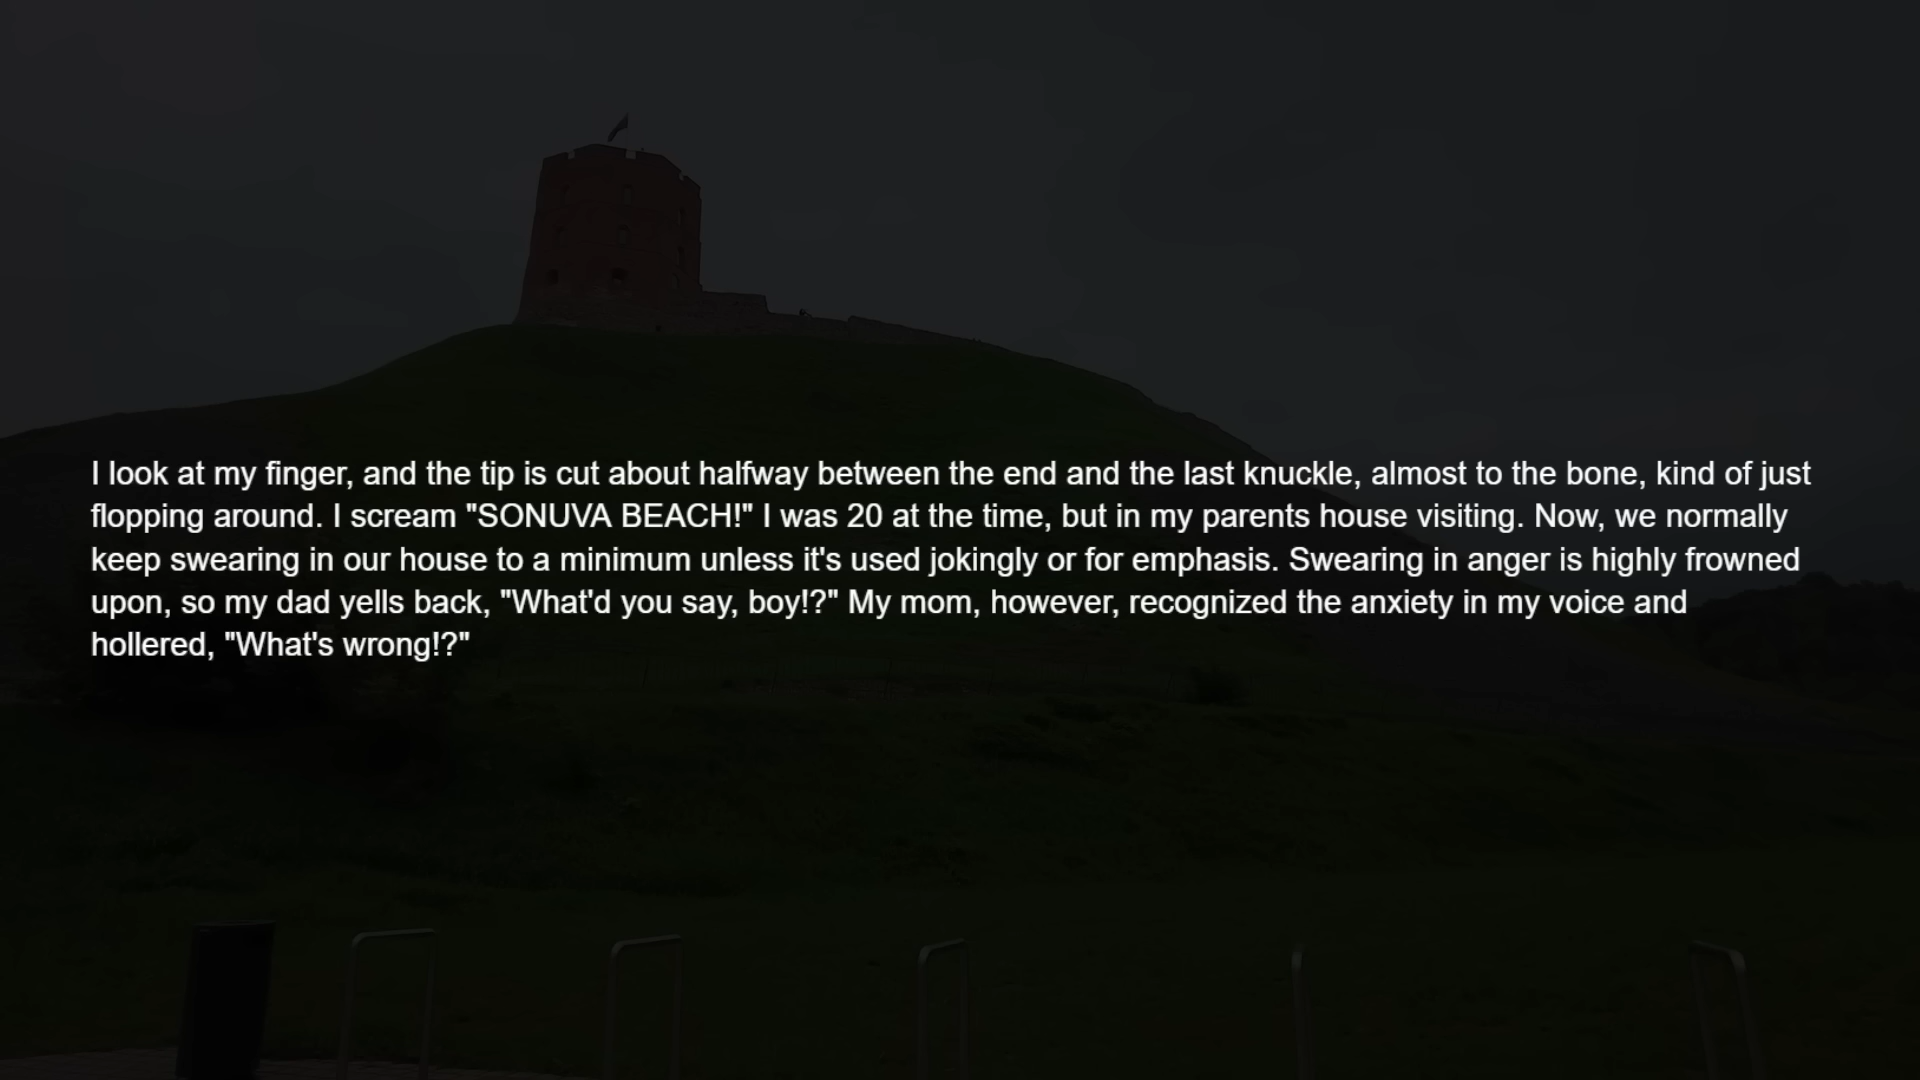 I look at my finger, and the tip is cut about halfway between the end and the last knuckle, almost to the bone, kind of just
flopping around. I scream "SONUVA BEACH!" I was 20 at the time, but in my parents house visiting. Now, we normally
keep swearing in our house to a minimum unless it's used jokingly or for emphasis. Swearing in anger is highly frowned
upon, so my dad yells back, "What'd you say, boy!?" My mom, however, recognized the anxiety in my voice and
hollered, "What's wrong!?"